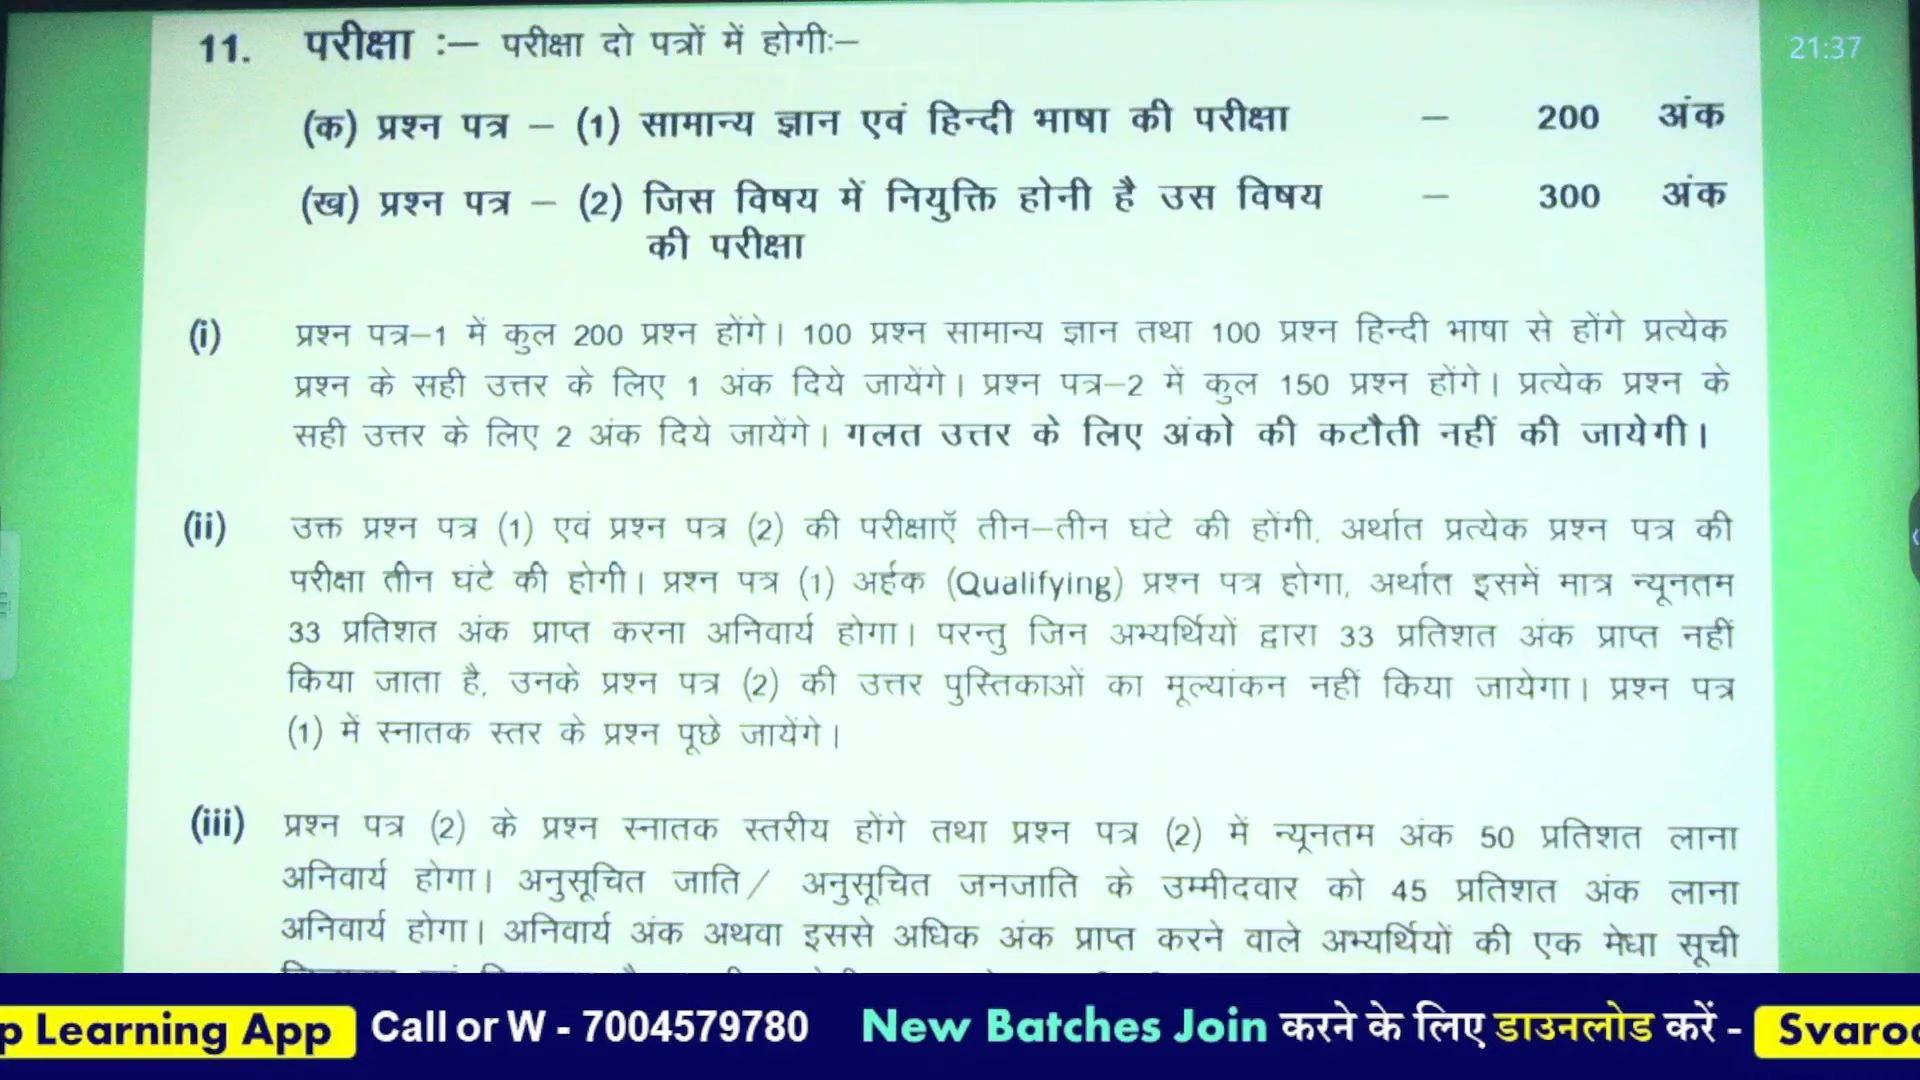 11. परीक्षा :– परीक्षा दो पत्रों में होगीः–
21:37
(क) प्रश्न पत्र – (1) सामान्य ज्ञान एवं हिन्दी भाषा की परीक्षा – 200 अंक
(ख) प्रश्न पत्र – (2) जिस विषय में नियुक्ति होनी है उस विषय – 300 अंक
की परीक्षा
(i) प्रश्न पत्र–1 में कुल 200 प्रश्न होंगे। 100 प्रश्न सामान्य ज्ञान तथा 100 प्रश्न हिन्दी भाषा से होंगे प्रत्येक
प्रश्न के सही उत्तर के लिए 1 अंक दिये जायेंगे। प्रश्न पत्र–2 में कुल 150 प्रश्न होंगे। प्रत्येक प्रश्न के
सही उत्तर के लिए 2 अंक दिये जायेंगे। गलत उत्तर के लिए अंको की कटौती नहीं की जायेगी।
(ii) उक्त प्रश्न पत्र (1) एवं प्रश्न पत्र (2) की परीक्षाएँ तीन–तीन घंटे की होंगी, अर्थात प्रत्येक प्रश्न पत्र की
परीक्षा तीन घंटे की होगी। प्रश्न पत्र (1) अर्हक (Qualifying) प्रश्न पत्र होगा, अर्थात इसमें मात्र न्यूनतम
33 प्रतिशत अंक प्राप्त करना अनिवार्य होगा। परन्तु जिन अभ्यर्थियों द्वारा 33 प्रतिशत अंक प्राप्त नहीं
किया जाता है, उनके प्रश्न पत्र (2) की उत्तर पुस्तिकाओं का मूल्यांकन नहीं किया जायेगा। प्रश्न पत्र
(1) में स्नातक स्तर के प्रश्न पूछे जायेंगे।
(iii) प्रश्न पत्र (2) के प्रश्न स्नातक स्तरीय होंगे तथा प्रश्न पत्र (2) में न्यूनतम अंक 50 प्रतिशत लाना
अनिवार्य होगा। अनुसूचित जाति/ अनुसूचित जनजाति के उम्मीदवार को 45 प्रतिशत अंक लाना
अनिवार्य होगा। अनिवार्य अंक अथवा इससे अधिक अंक प्राप्त करने वाले अभ्यर्थियों की एक मेधा सूची
p Learning App Call or W - 7004579780 New Batches Join करने के लिए डाउनलोड करें - Svaroo